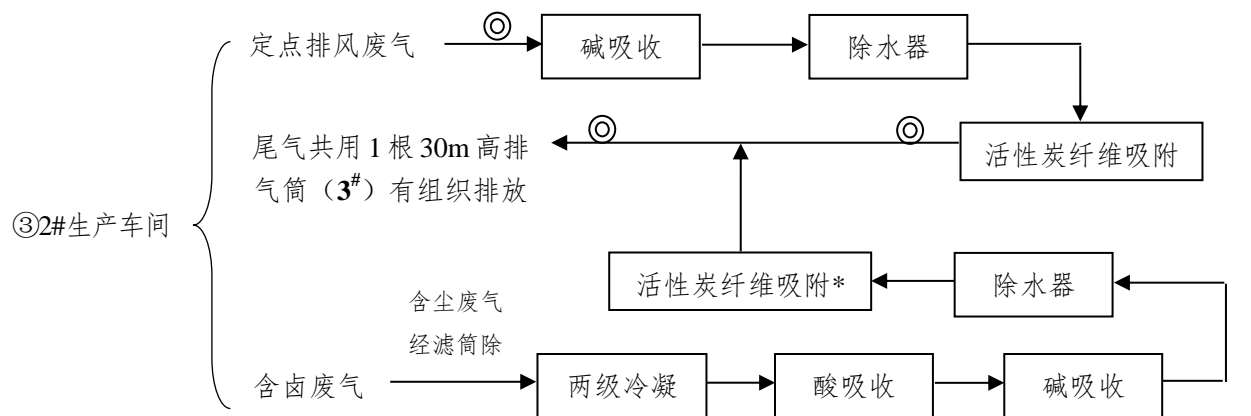 定点排风废气
碱吸收
除水器
尾气共用 1 根 30m 高排
气筒（3#）有组织排放
活性炭纤维吸附
③2#生产车间
活性炭纤维吸附*
除水器
含尘废气
经滤筒除
含卤废气
两级冷凝
酸吸收
碱吸收